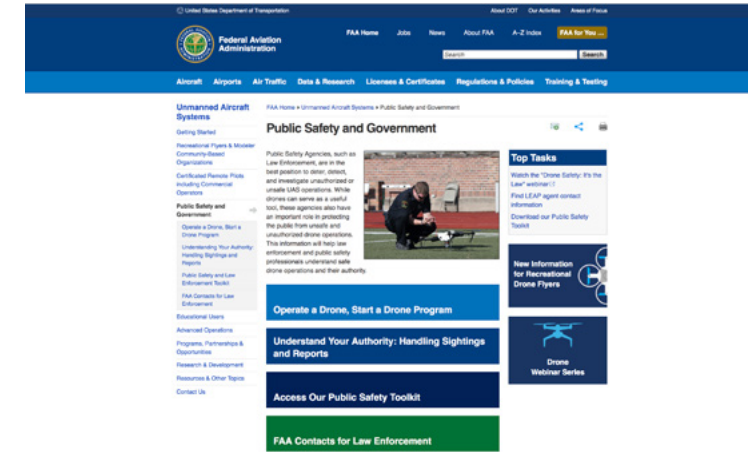 United States Department of Transportation
About DOT Our Activities Areas of Focus
Federal Aviation
Administration
FAA Home Jobs News About FAA A-Z Index FAA for You ...
Search Search
Aircraft Airports Air Traffic Data & Research Licenses & Certificates Regulations & Policies Training & Testing
Unmanned Aircraft
Systems
Getting Started
Recreational Flyers & Modeler
Community-Based
Organizations
Certificated Remote Pilots
including Commercial
Operators
Public Safety and
Government
Operate a Drone, Start a
Drone Program
Understanding Your Authority:
Handling Sightings and
Reports
Public Safety and Law
Enforcement Toolkit
FAA Contacts for Law
Enforcement
Educational Users
Advanced Operations
Programs, Partnerships &
Opportunities
Research & Development
Resources & Other Topics
Contact Us
FAA Home ▸ Unmanned Aircraft Systems ▸ Public Safety and Government
Public Safety and Government
Public Safety Agencies, such as
Law Enforcement, are in the
best position to deter, detect,
and investigate unauthorized or
unsafe UAS operations. While
drones can serve as a useful
tool, these agencies also have
an important role in protecting
the public from unsafe and
unauthorized drone operations.
This information will help law
enforcement and public safety
professionals understand safe
drone operations and their authority.
Operate a Drone, Start a Drone Program
Understand Your Authority: Handling Sightings
and Reports
Access Our Public Safety Toolkit
FAA Contacts for Law Enforcement
Top Tasks
Watch the "Drone Safety: It's the
Law" webinar
Find LEAP agent contact
information
Download our Public Safety
Toolkit
New Information
for Recreational
Drone Flyers
Drone
Webinar Series